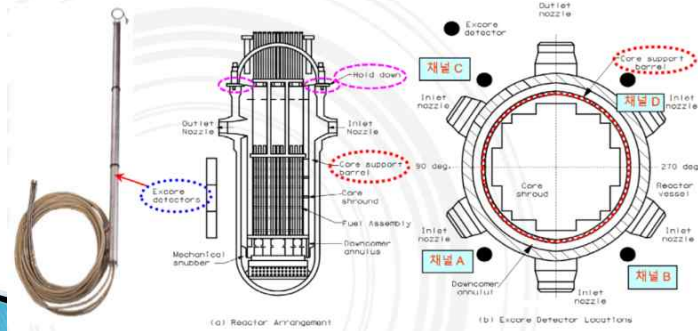 Excore
detectors
Hold down
Outlet
Nozzle
Inlet
Nozzle
Core support
barrel
Core
shround
Fuel Assembly
Mechanical
snubber
Downcomer
annulus
(a) Reactor Arrangement
Outlet
nozzle
Excore
detector
Core support
barrel
채널 C
채널 D
Inlet
nozzle
Inlet
nozzle
90 deg.
270 deg.
Core
shroud
Reactor
vessel
Inlet
nozzle
Inlet
nozzle
채널 A
채널 B
Downcomer
annulut
Inlet
nozzle
(b) Excore Detector Locations